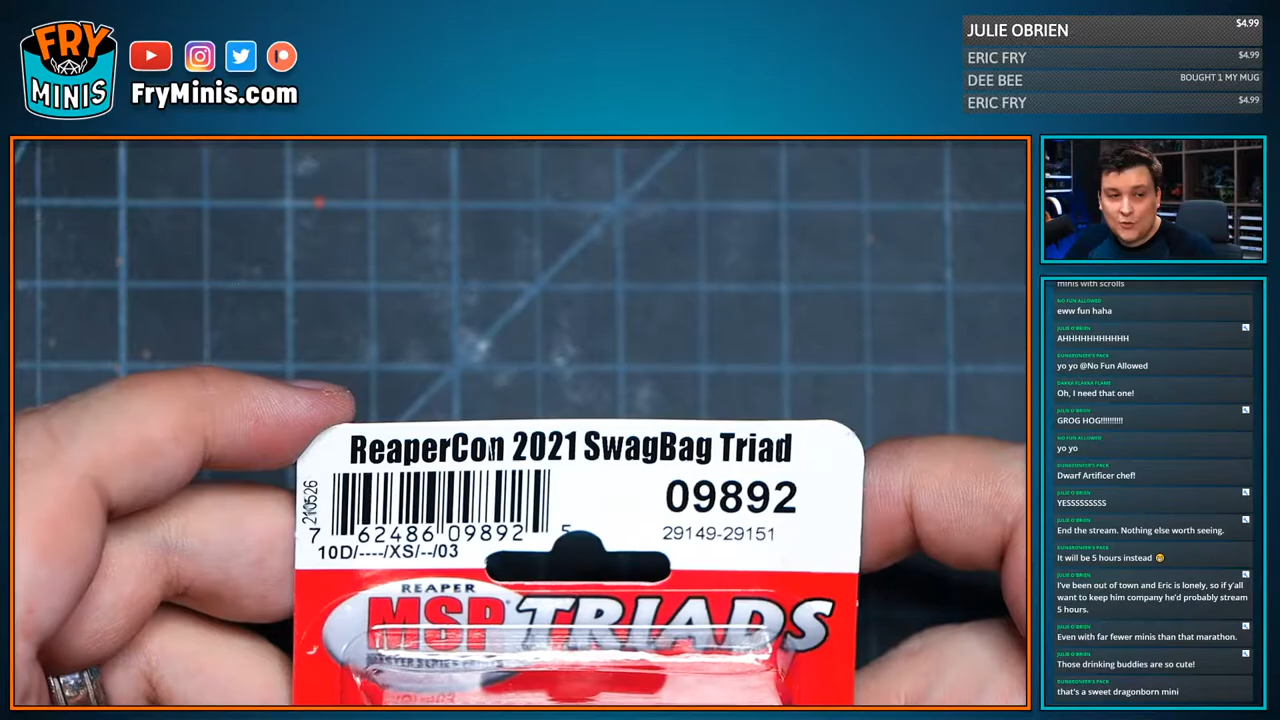 FRY
MINIS
FryMinis.com
JULIE OBRIEN $4.99
ERIC FRY $4.99
DEE BEE BOUGHT 1 MY MUG
ERIC FRY $4.99
ReaperCon 2021 SwagBag Triad
210526
7 62486 09892 5
09892
29149-29151
10D/----/XS/--/03
REAPER
MSP TRIADS
minis with scrolls
NO FUN ALLOWED
eww fun haha
JULIE O'BRIEN
AHHHHHHHHHHH
DUNGEONEER'S PACK
yo yo @No Fun Allowed
DAKKA FLAKKA FLAME
Oh, I need that one!
JULIE O'BRIEN
GROG HOG!!!!!!!!!!
NO FUN ALLOWED
yo yo
DUNGEONEER'S PACK
Dwarf Artificer chef!
JULIE O'BRIEN
YESSSSSSSSS
JULIE O'BRIEN
End the stream. Nothing else worth seeing.
DUNGEONEER'S PACK
It will be 5 hours instead
JULIE O'BRIEN
I've been out of town and Eric is lonely, so if y'all
want to keep him company he'd probably stream
5 hours.
JULIE O'BRIEN
Even with far fewer minis than that marathon.
JULIE O'BRIEN
Those drinking buddies are so cute!
DUNGEONEER'S PACK
that's a sweet dragonborn mini